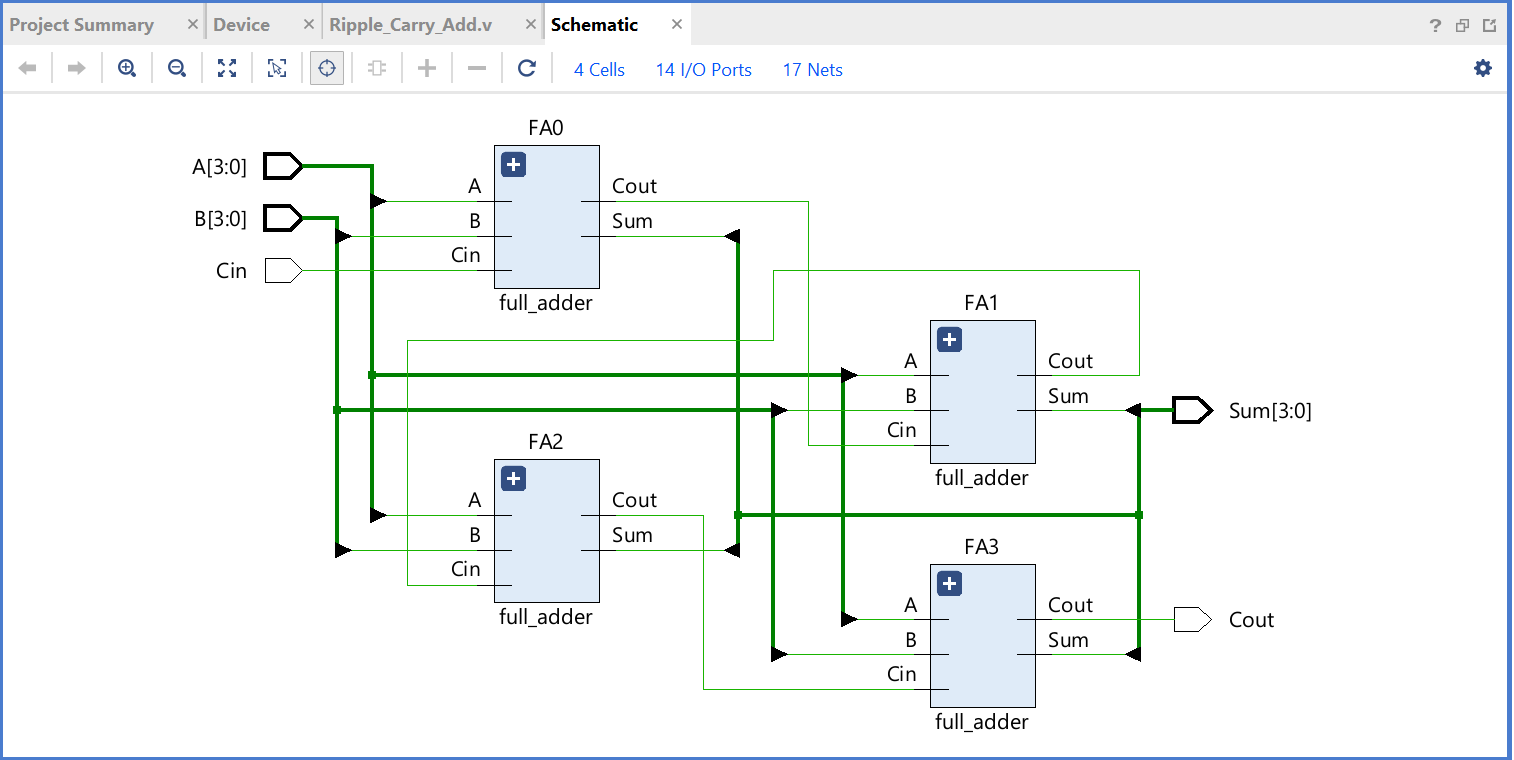 Project Summary × Device × Ripple_Carry_Add.v × Schematic ×
?
4 Cells 14 I/O Ports 17 Nets
FA0
A[3:0]
B[3:0]
Cin
A
B
Cin
Cout
Sum
full_adder
FA1
A
B
Cin
Cout
Sum
full_adder
Sum[3:0]
FA2
A
B
Cin
Cout
Sum
full_adder
FA3
A
B
Cin
Cout
Sum
full_adder
Cout